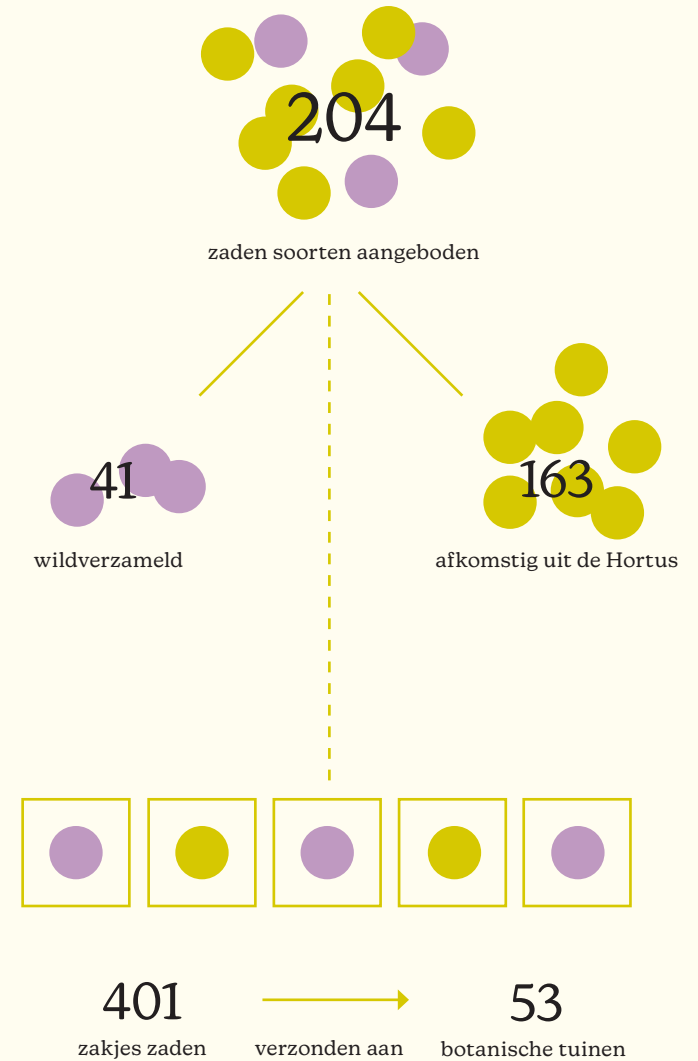 204
zaden soorten aangeboden
41
wildverzameld
163
afkomstig uit de Hortus
401
zakjes zaden
verzonden aan
53
botanische tuinen